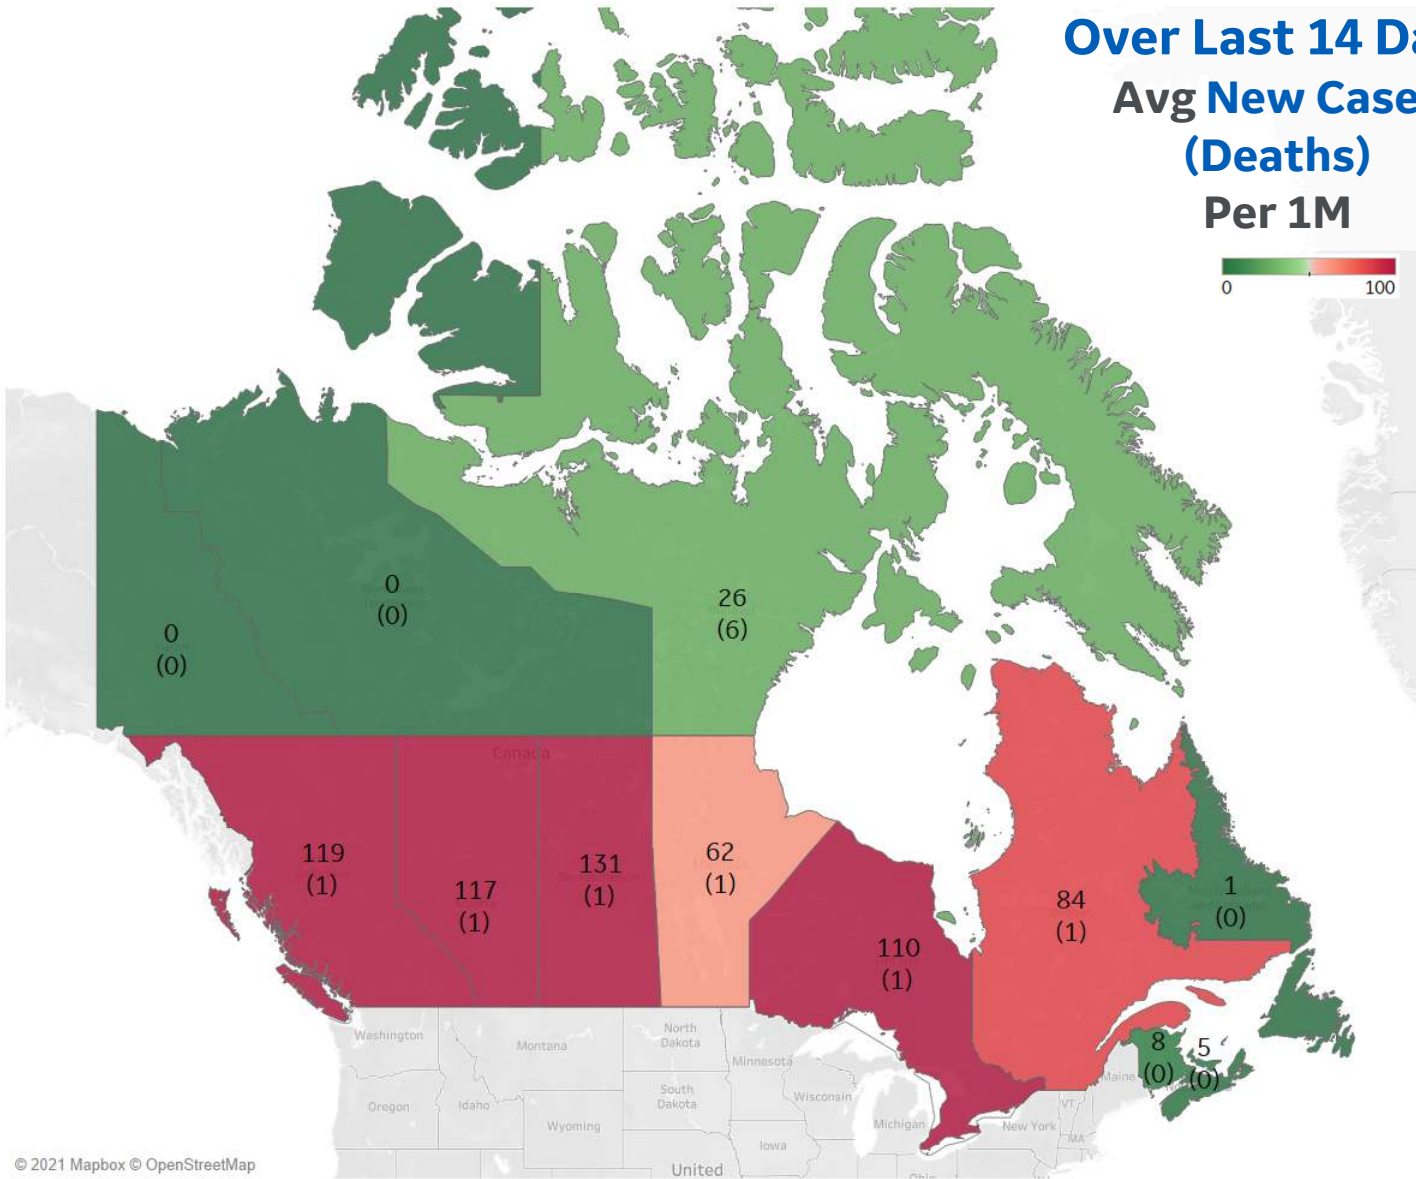 Over Last 14 Da
Avg New Case
(Deaths)
Per 1M
0
100
0
(0)
0
(0)
26
(6)
Canada
119
(1)
117
(1)
131
(1)
62
(1)
110
(1)
84
(1)
1
(0)
8
(0)
5
(0)
Washington
Montana
North
Dakota
Minnesota
Maine
Oregon
Idaho
South
Dakota
Wisconsin
Wyoming
Michigan
New York
VT
MA
Iowa
United
Ohio
© 2021 Mapbox © OpenStreetMap